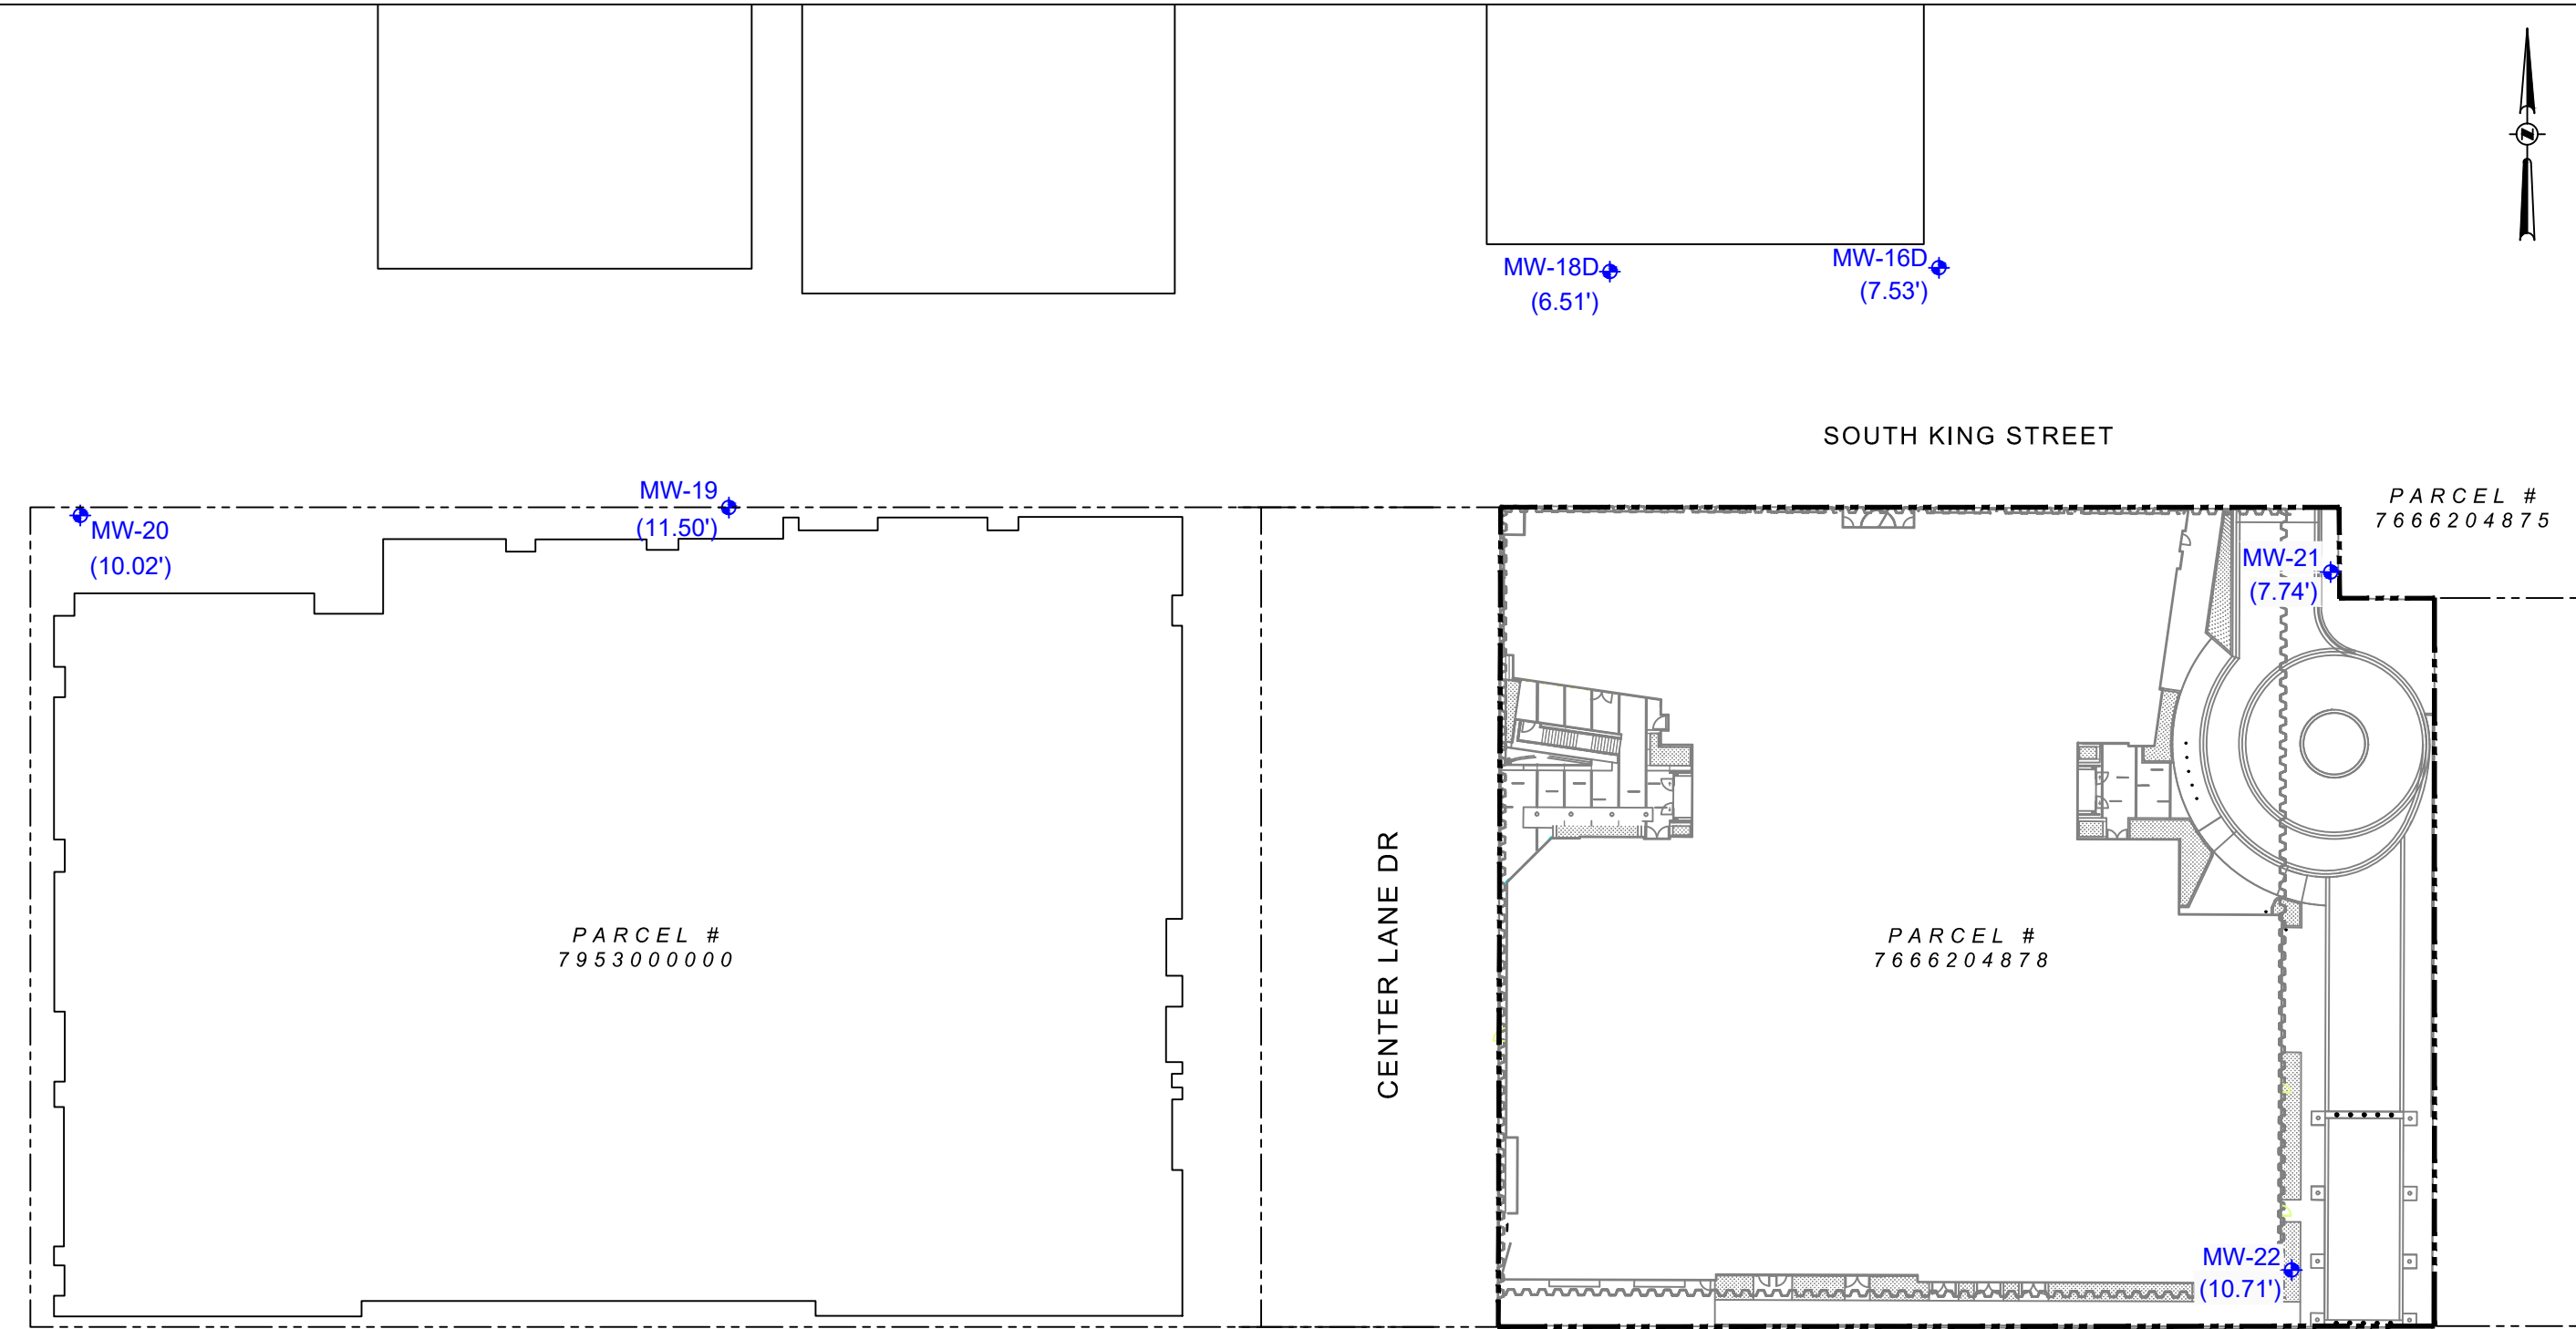 MW-18D
(6.51')
MW-16D
(7.53')
SOUTH KING STREET
MW-20
(10.02')
MW-19
(11.50')
PARCEL #
7666204875
MW-21
(7.74')
CENTER LANE DR
PARCEL #
7953000000
PARCEL #
7666204878
MW-22
(10.71')
N